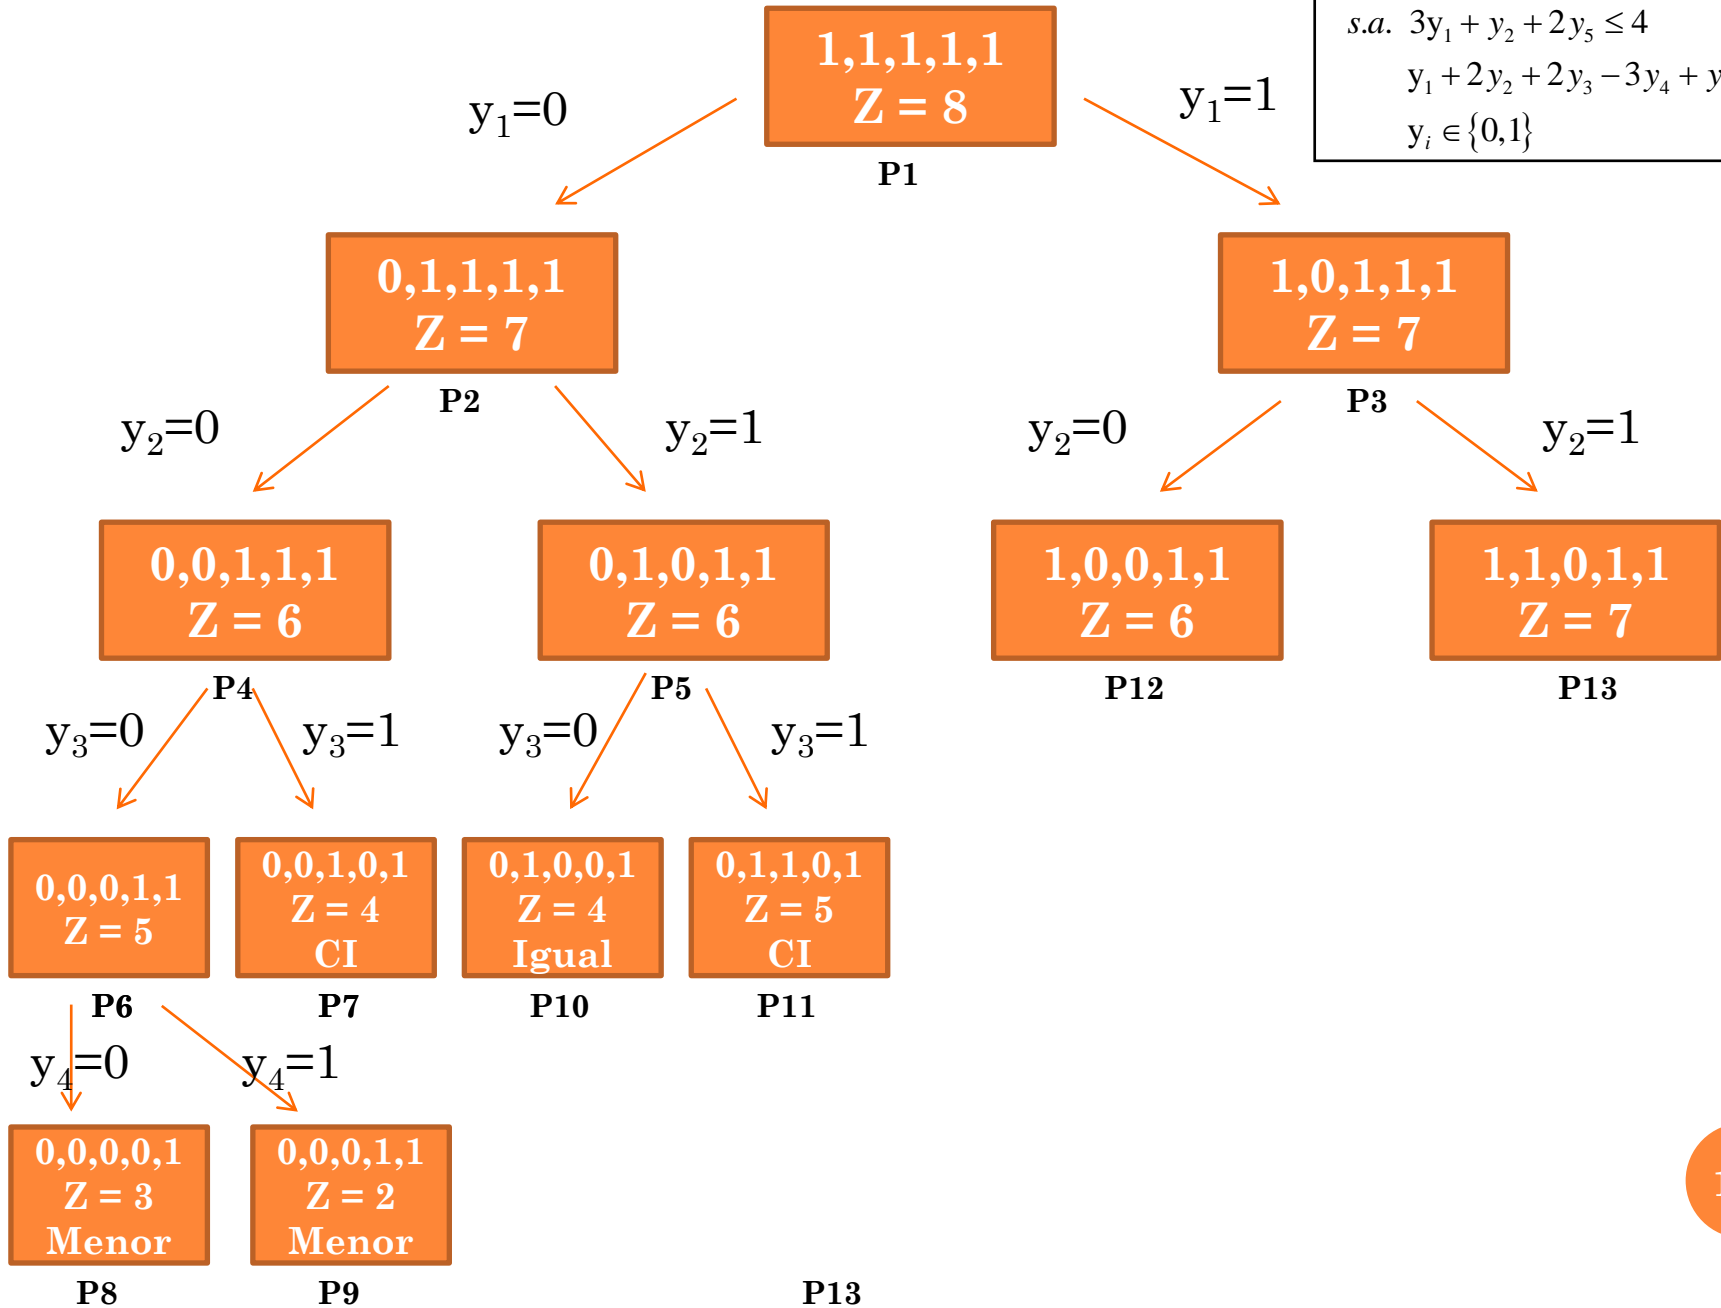 s.a. 3y₁ + y₂ + 2y₅ ≤ 4
y₁ + 2y₂ + 2y₃ − 3y₄ + y
yᵢ ∈ {0,1}
1,1,1,1,1
Z = 8
P1
y₁=0
y₁=1
0,1,1,1,1
Z = 7
P2
1,0,1,1,1
Z = 7
P3
y₂=0
y₂=1
y₂=0
y₂=1
0,0,1,1,1
Z = 6
P4
0,1,0,1,1
Z = 6
P5
1,0,0,1,1
Z = 6
P12
1,1,0,1,1
Z = 7
P13
y₃=0
y₃=1
y₃=0
y₃=1
0,0,0,1,1
Z = 5
P6
0,0,1,0,1
Z = 4
CI
P7
0,1,0,0,1
Z = 4
Igual
P10
0,1,1,0,1
Z = 5
CI
P11
y₄=0
y₄=1
0,0,0,0,1
Z = 3
Menor
P8
0,0,0,1,1
Z = 2
Menor
P9
P13